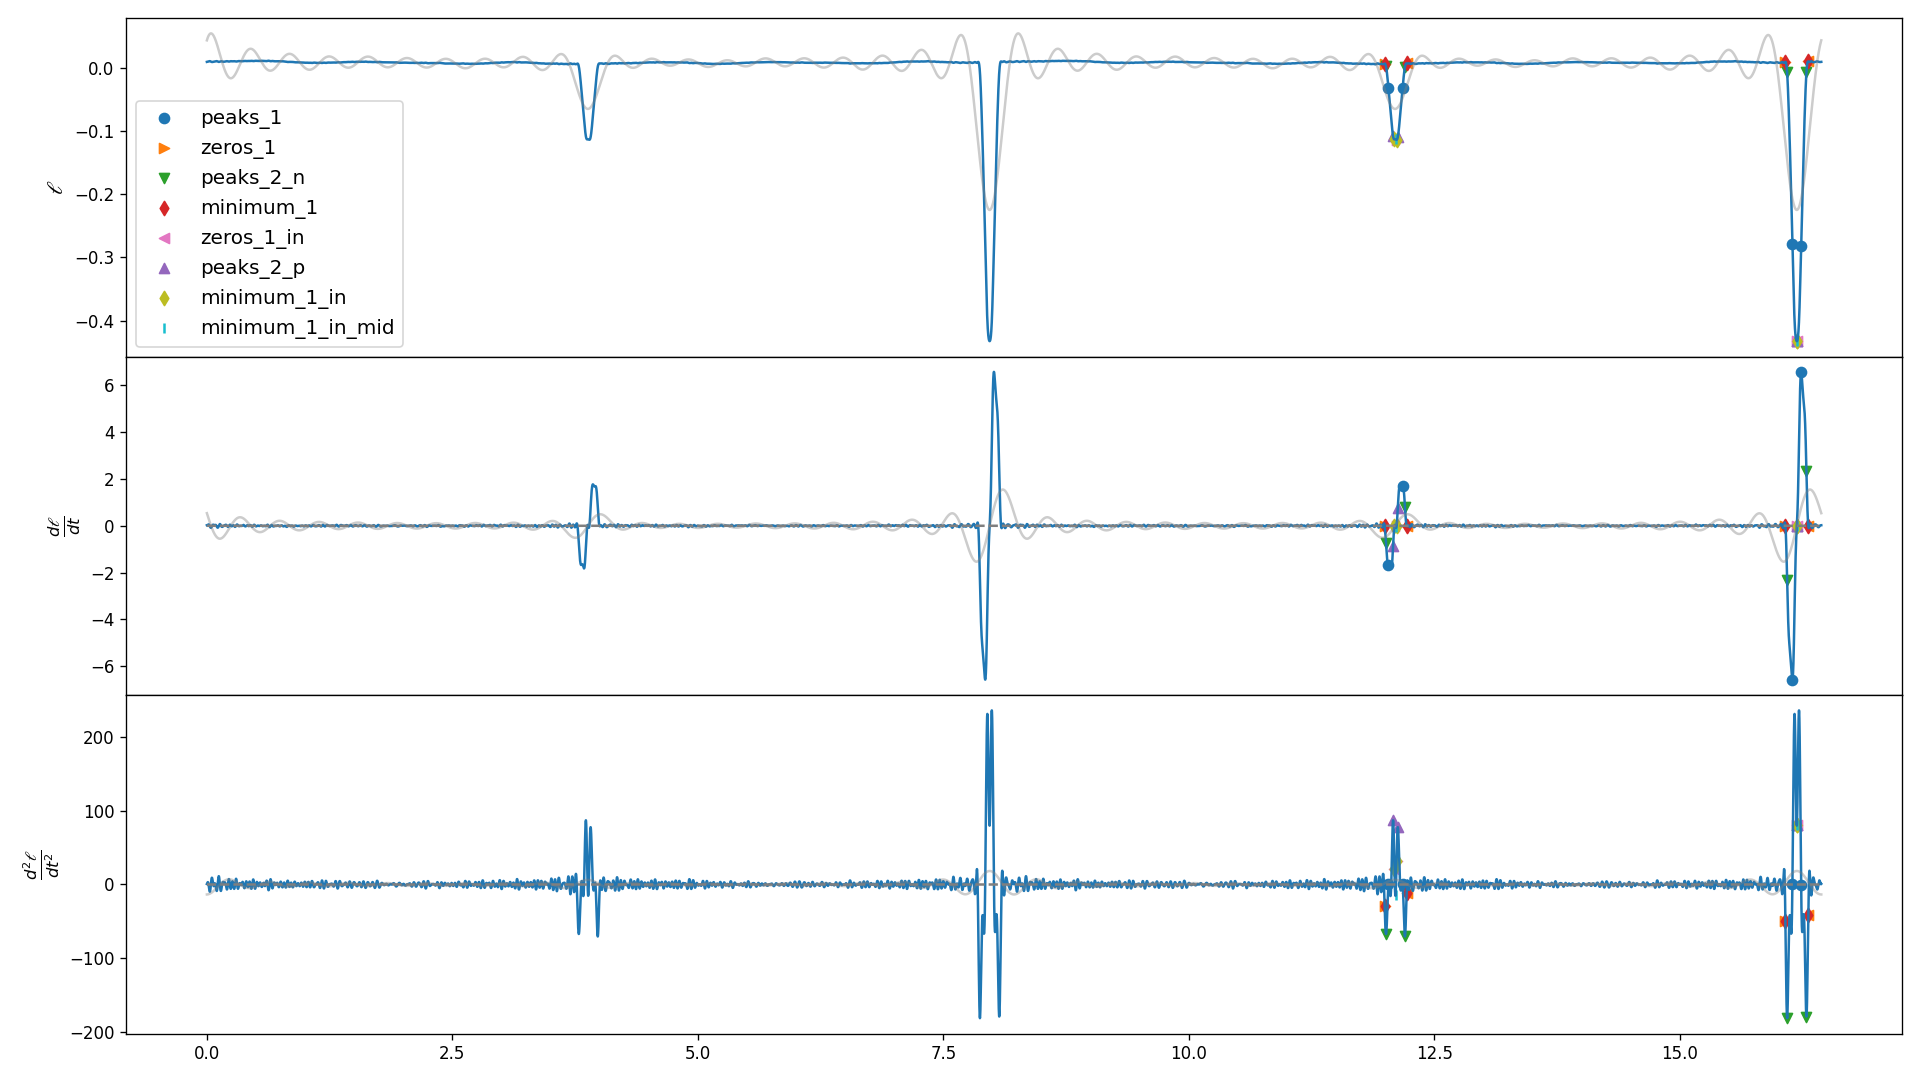 0.0
−0.1
−0.2
−0.3
−0.4
ℓ
peaks_1
zeros_1
peaks_2_n
minimum_1
zeros_1_in
peaks_2_p
minimum_1_in
minimum_1_in_mid
6
4
2
0
−2
−4
−6
dℓ
dt
200
100
0
−100
−200
d²ℓ
dt²
0.0 2.5 5.0 7.5 10.0 12.5 15.0